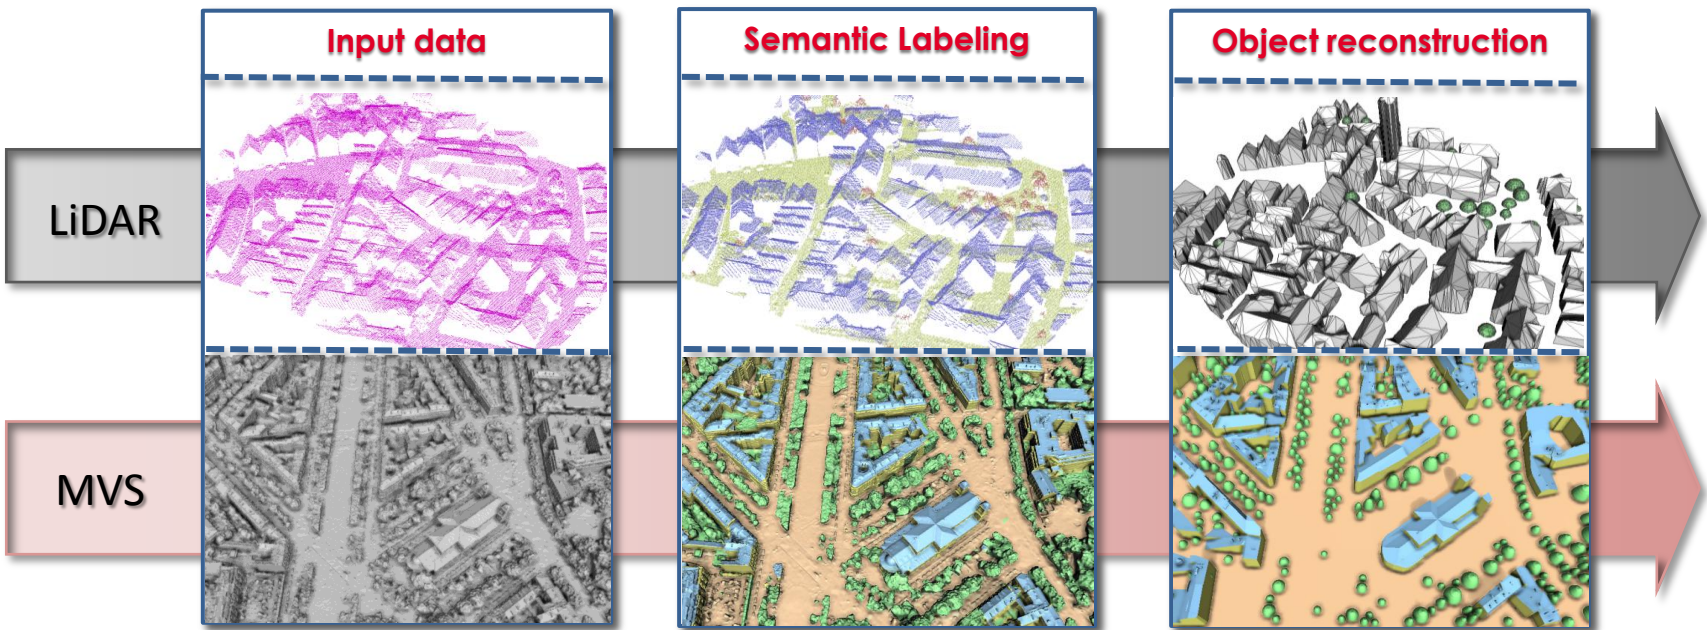 Input data
Semantic Labeling
Object reconstruction
LiDAR
MVS